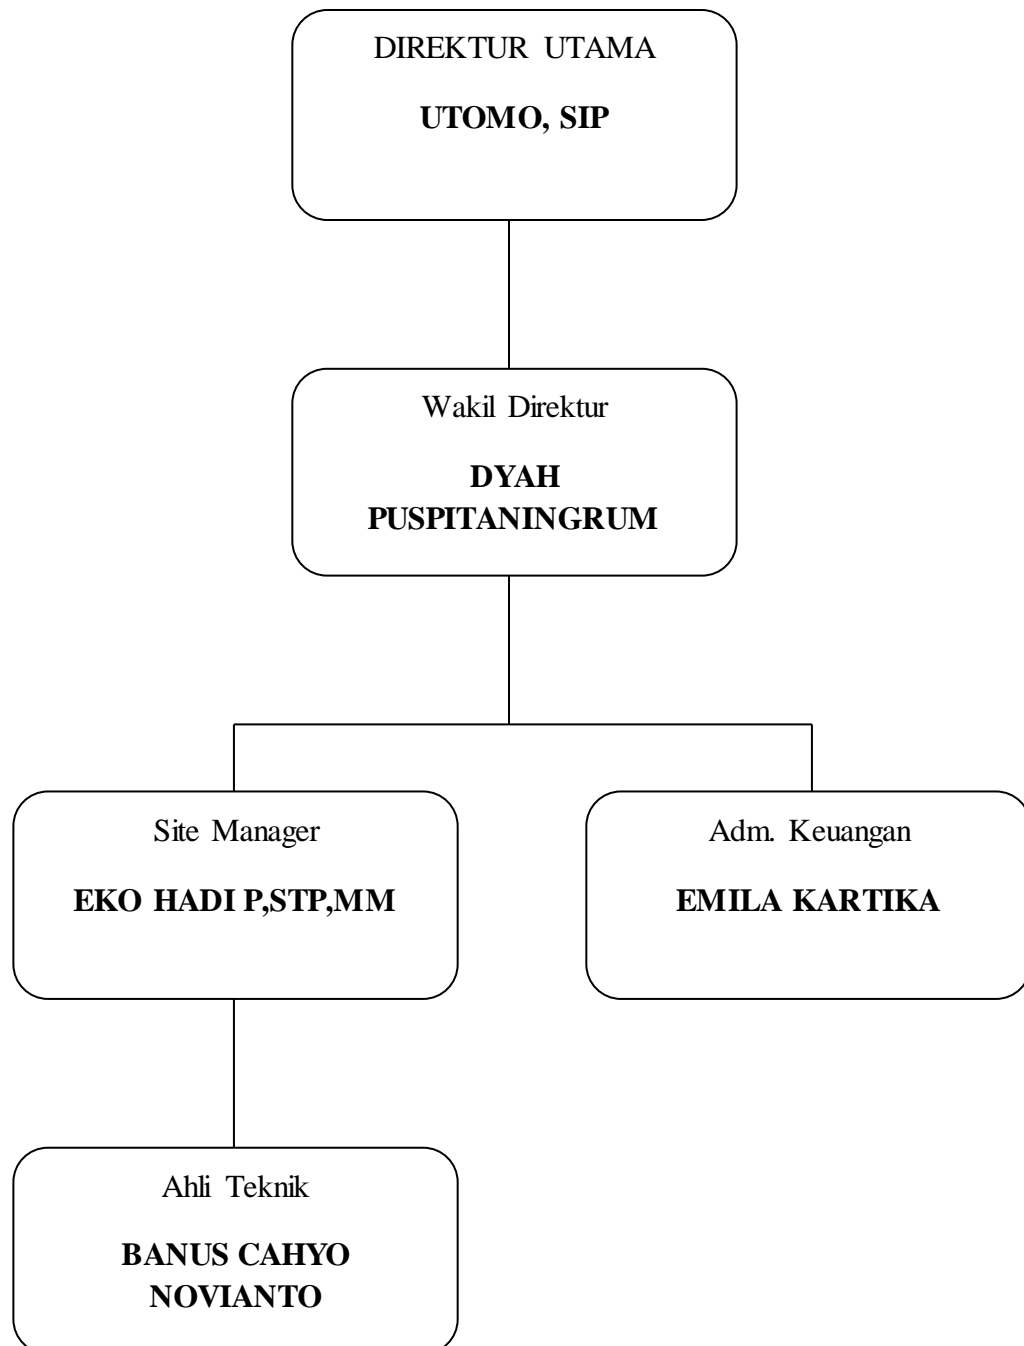 DIREKTUR UTAMA
UTOMO, SIP
Wakil Direktur
DYAH
PUSPITANINGRUM
Site Manager
EKO HADI P,STP,MM
Adm. Keuangan
EMILA KARTIKA
Ahli Teknik
BANUS CAHYO
NOVIANTO